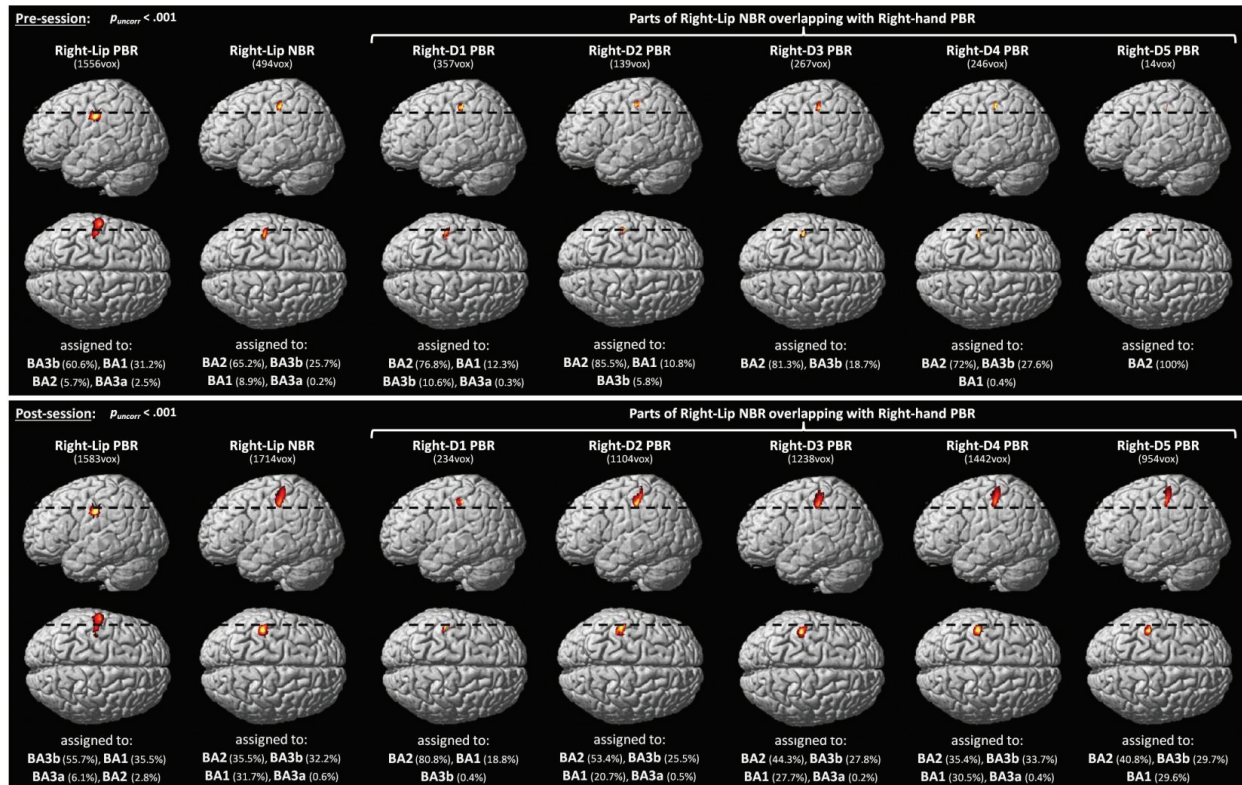 Pre-session: p_uncorr < .001
Parts of Right-Lip NBR overlapping with Right-hand PBR
Right-Lip PBR Right-Lip NBR Right-D1 PBR Right-D2 PBR Right-D3 PBR Right-D4 PBR Right-D5 PBR
(1556vox) (494vox) (357vox) (139vox) (267vox) (246vox) (14vox)
assigned to: assigned to: assigned to: assigned to: assigned to: assigned to: assigned to:
BA3b (60.6%), BA1 (31.2%) BA2 (65.2%), BA3b (25.7%) BA2 (76.8%), BA1 (12.3%) BA2 (85.5%), BA1 (10.8%) BA2 (81.3%), BA3b (18.7%) BA2 (72%), BA3b (27.6%) BA2 (100%)
BA2 (5.7%), BA3a (2.5%) BA1 (8.9%), BA3a (0.2%) BA3b (10.6%), BA3a (0.3%) BA3b (5.8%) BA1 (0.4%)
Post-session: p_uncorr < .001
Parts of Right-Lip NBR overlapping with Right-hand PBR
Right-Lip PBR Right-Lip NBR Right-D1 PBR Right-D2 PBR Right-D3 PBR Right-D4 PBR Right-D5 PBR
(1583vox) (1714vox) (234vox) (1104vox) (1238vox) (1442vox) (954vox)
assigned to: assigned to: assigned to: assigned to: assigned to: assigned to: assigned to:
BA3b (55.7%), BA1 (35.5%) BA2 (35.5%), BA3b (32.2%) BA2 (80.8%), BA1 (18.8%) BA2 (53.4%), BA3b (25.5%) BA2 (44.3%), BA3b (27.8%) BA2 (35.4%), BA3b (33.7%) BA2 (40.8%), BA3b (29.7%)
BA3a (6.1%), BA2 (2.8%) BA1 (31.7%), BA3a (0.6%) BA3b (0.4%) BA1 (20.7%), BA3a (0.5%) BA1 (27.7%), BA3a (0.2%) BA1 (30.5%), BA3a (0.4%) BA1 (29.6%)